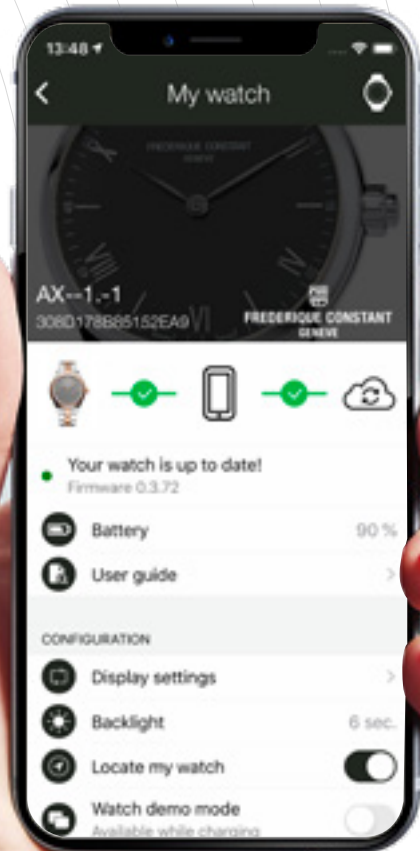 13:48
My watch
FREDERIQUE CONSTANT
GENEVE
AX--1.-1
308D178B85152EA9
FREDERIQUE CONSTANT
GENEVE
Your watch is up to date!
Firmware 0.3.72
Battery 90 %
User guide
CONFIGURATION
Display settings
Backlight 6 sec.
Locate my watch
Watch demo mode
Available while charging